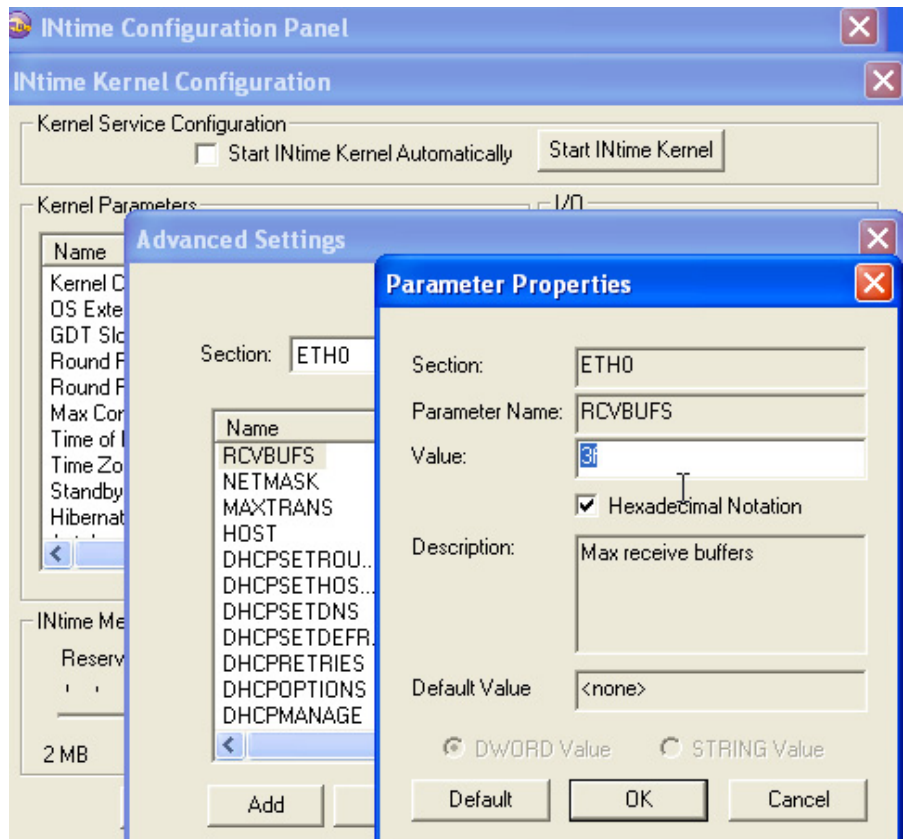 INtime Configuration Panel
INtime Kernel Configuration
Kernel Service Configuration
Start INtime Kernel Automatically
Start INtime Kernel
Kernel Parameters
I/O
Name
Kernel C
OS Exte
GDT Slo
Round F
Round F
Max Cor
Time of
Time Zo
Standby
Hibernat
INtime Me
Reserv
2 MB
Advanced Settings
Section: ETH0
Name
RCVBUFS
NETMASK
MAXTRANS
HOST
DHCPSETROU...
DHCPSETHOS...
DHCPSETDNS
DHCPSETDEFR.
DHCPRETRIES
DHCPOPTIONS
DHCPMANAGE
Add
Parameter Properties
Section: ETH0
Parameter Name: RCVBUFS
Value: 3f
Hexadecimal Notation
Description: Max receive buffers
Default Value <none>
DWORD Value STRING Value
Default OK Cancel